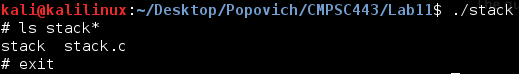 kali@kalilinux:~/Desktop/Popovich/CMPSC443/Lab11$ ./stack
# ls stack*
stack  stack.c
# exit